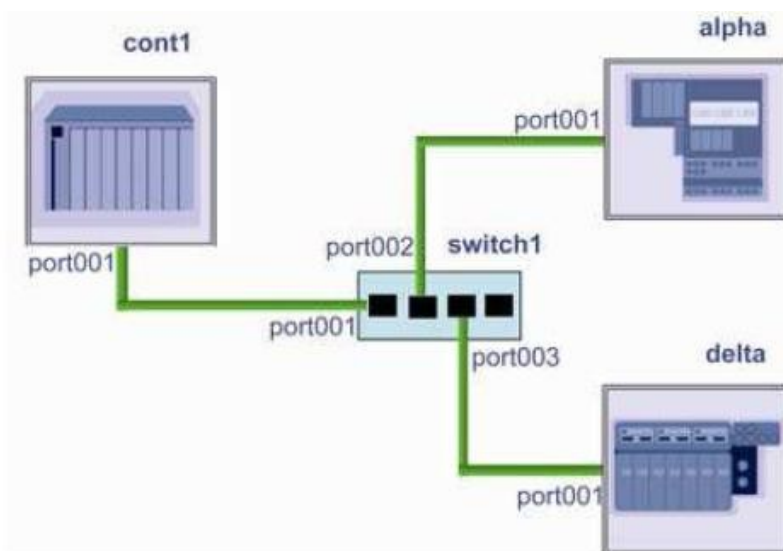 cont1
alpha
port001
port002
switch1
port001
port001
port003
delta
port001